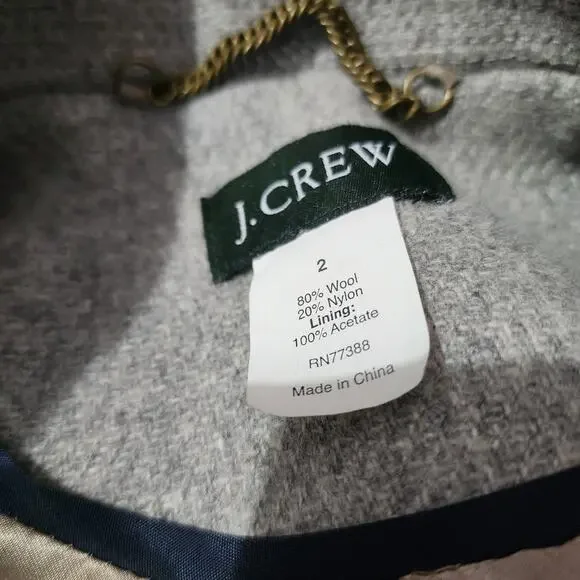 J.CREW
2
80% Wool
20% Nylon
Lining:
100% Acetate
RN77388
Made in China